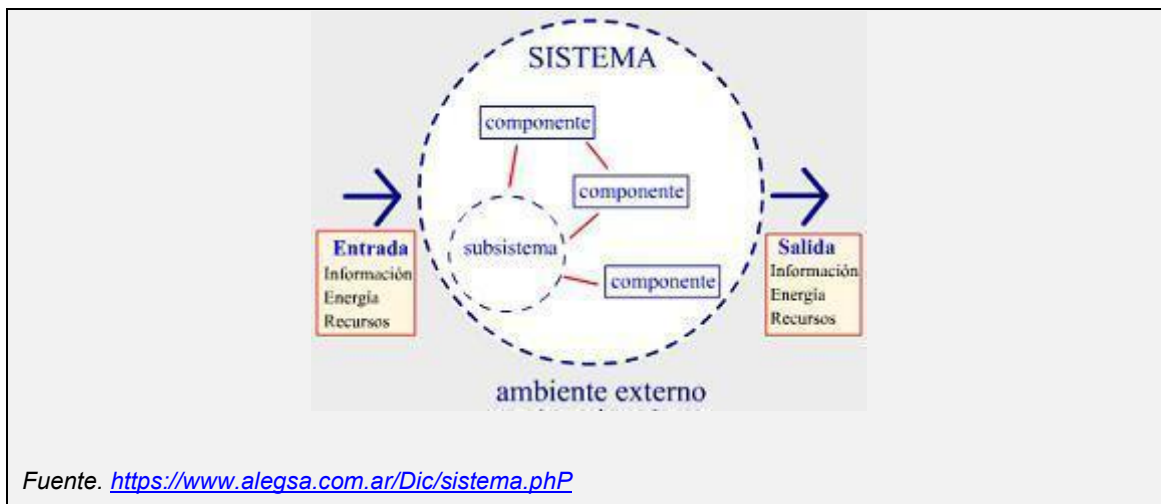 SISTEMA
componente
componente
subsistema
componente
Entrada
Información
Energía
Recursos
Salida
Información
Energía
Recursos
ambiente externo
Fuente. https://www.alegsa.com.ar/Dic/sistema.phP